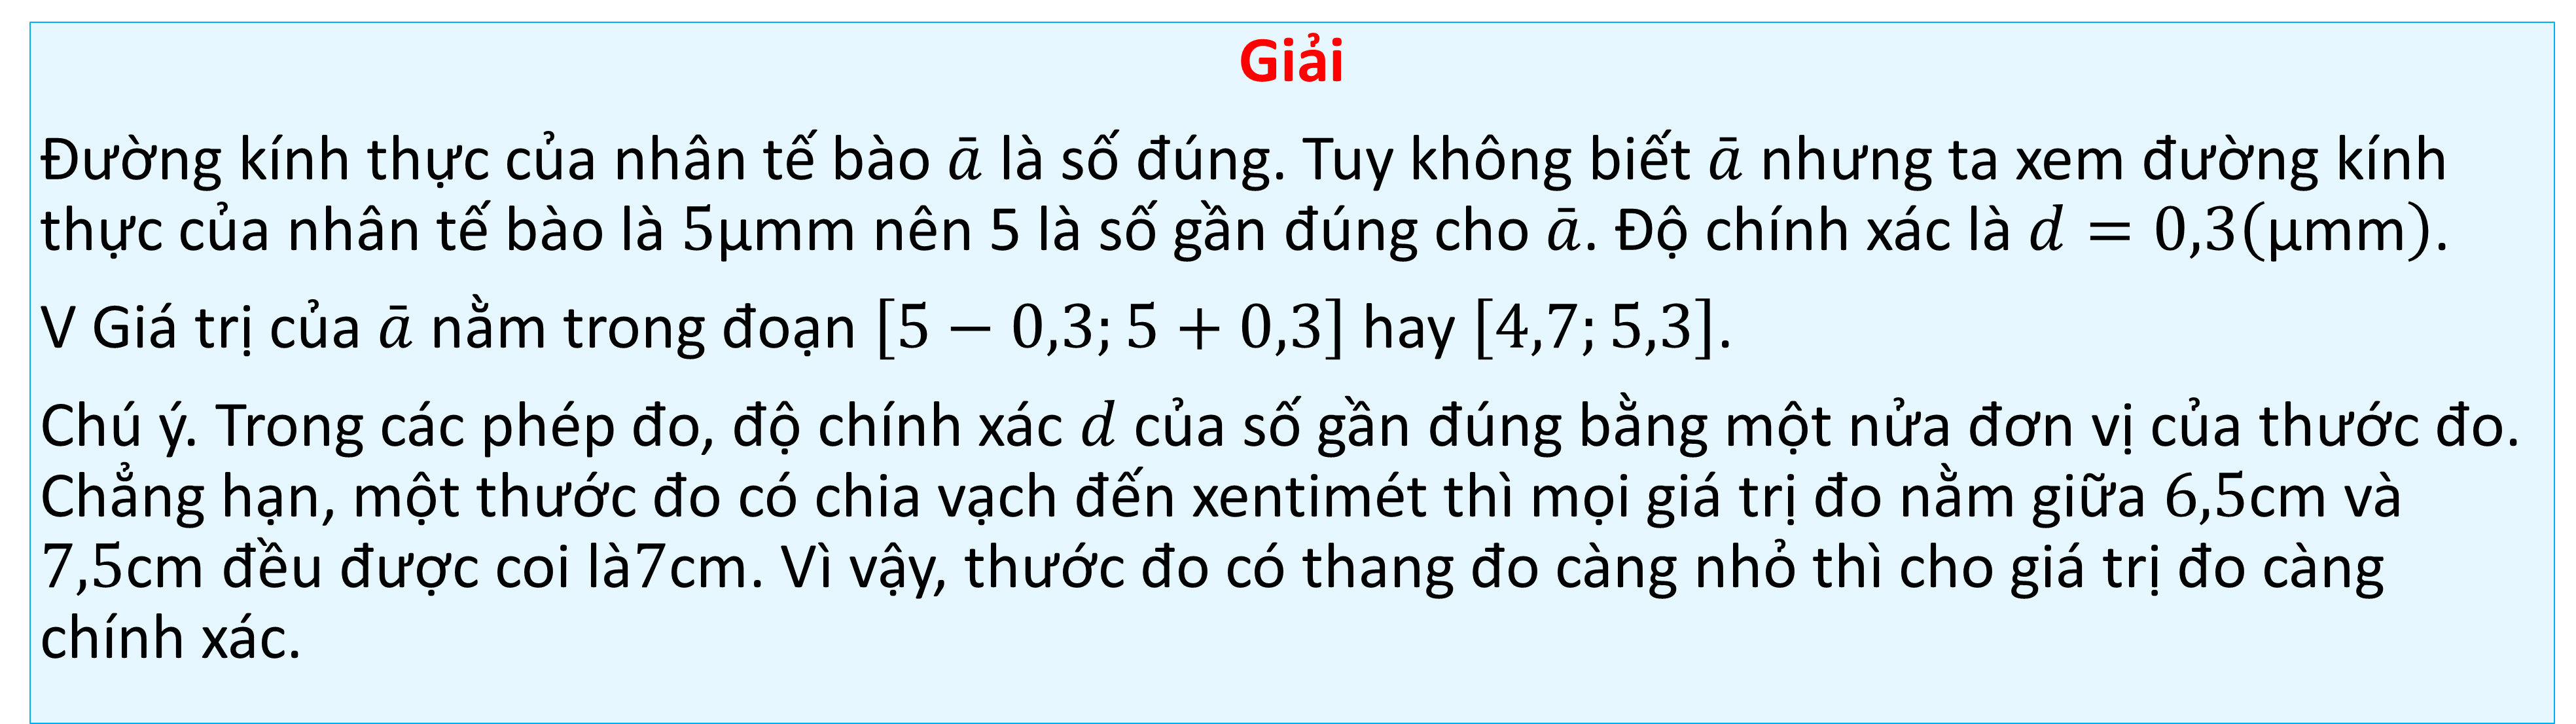 Giải
Đường kính thực của nhân tế bào ā là số đúng. Tuy không biết ā nhưng ta xem đường kính
thực của nhân tế bào là 5µmm nên 5 là số gần đúng cho ā. Độ chính xác là d = 0,3(µmm).
V Giá trị của ā nằm trong đoạn [5 − 0,3; 5 + 0,3] hay [4,7; 5,3].
Chú ý. Trong các phép đo, độ chính xác d của số gần đúng bằng một nửa đơn vị của thước đo.
Chẳng hạn, một thước đo có chia vạch đến xentimét thì mọi giá trị đo nằm giữa 6,5cm và
7,5cm đều được coi là7cm. Vì vậy, thước đo có thang đo càng nhỏ thì cho giá trị đo càng
chính xác.